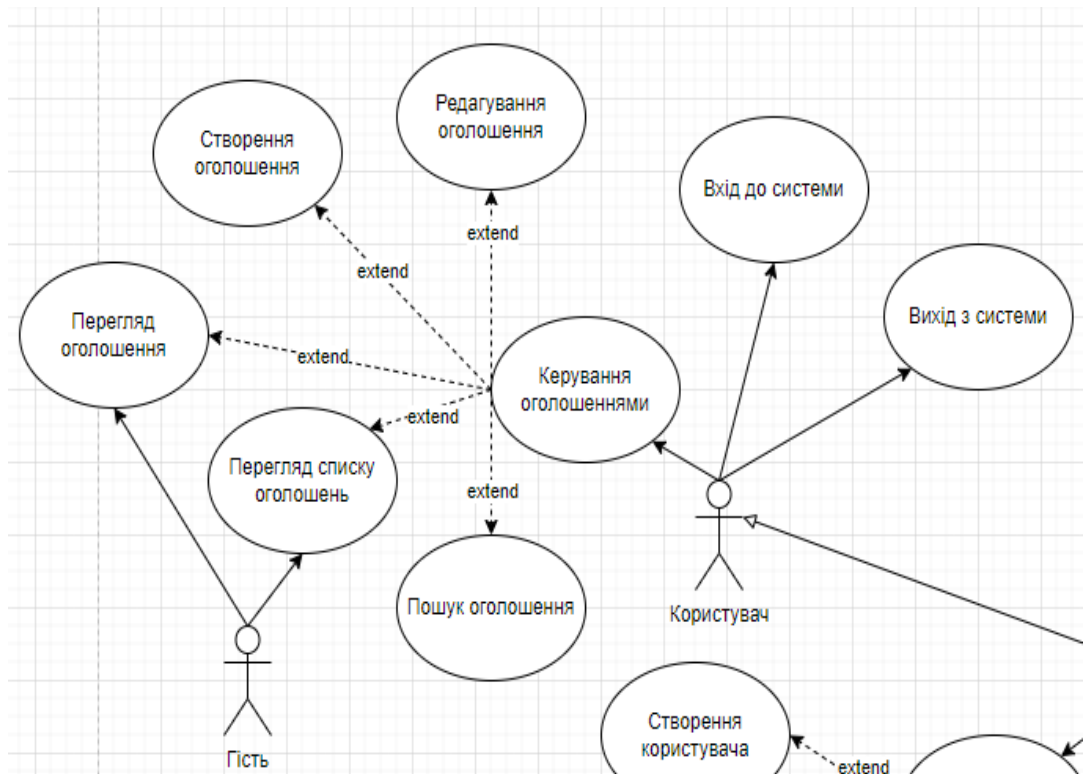 Редагування
оголошення
Створення
оголошення
Вхід до системи
extend
extend
Вихід з системи
Перегляд
оголошення
extend
Керування
оголошеннями
extend
Перегляд списку
оголошень
extend
Пошук оголошення
Користувач
Створення
користувача
Гість
extend